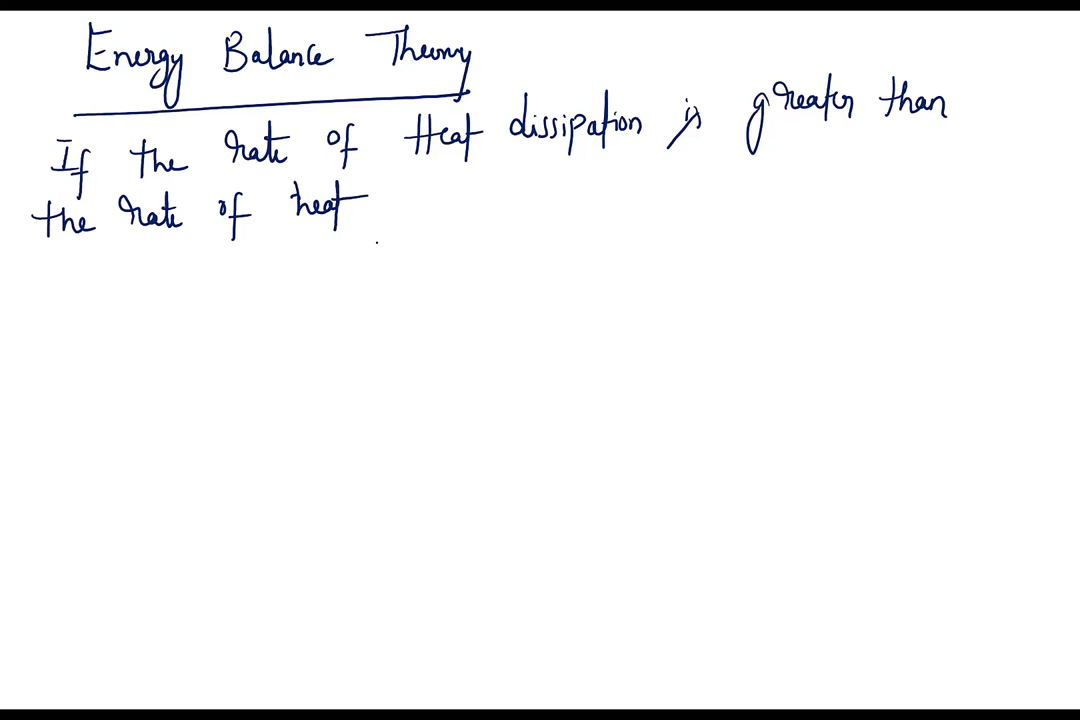 Energy Balance Theory
If the rate of Heat dissipation is greater than
the rate of heat